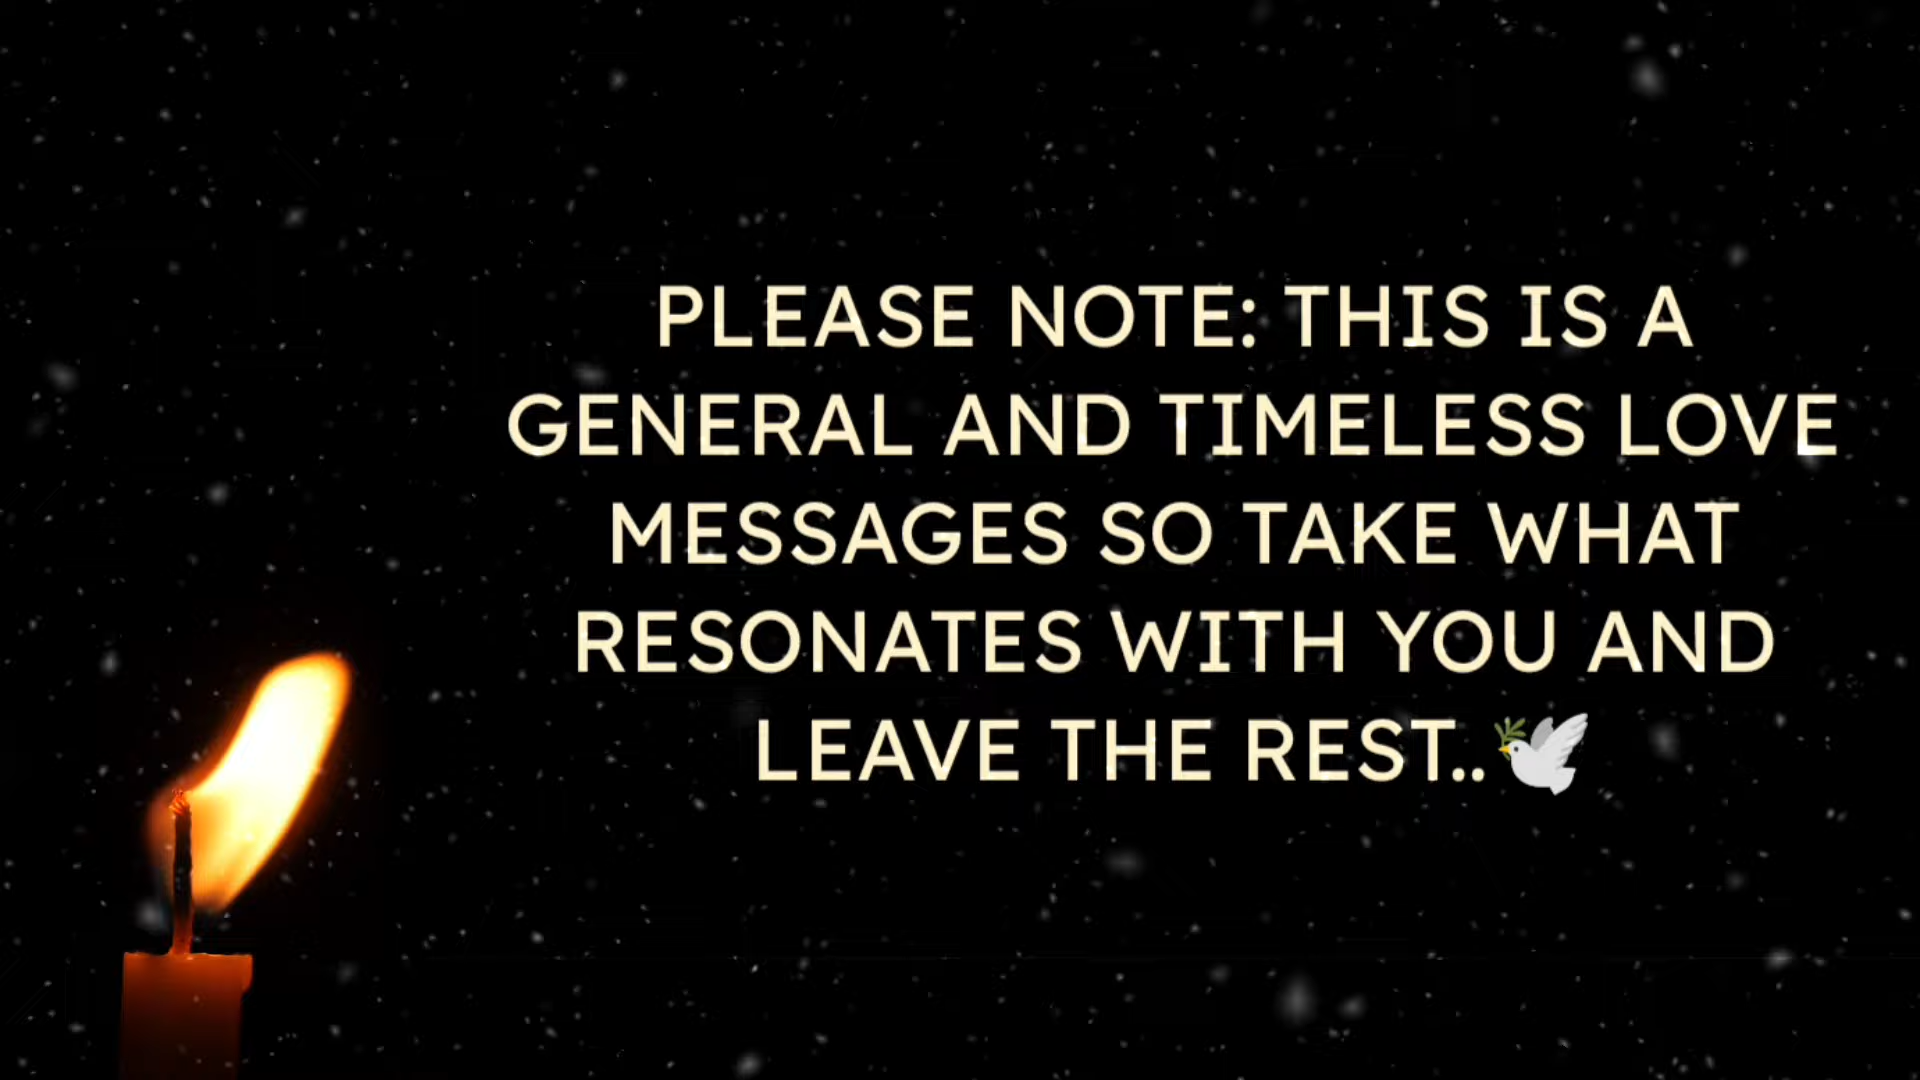 PLEASE NOTE: THIS IS A
GENERAL AND TIMELESS LOVE
MESSAGES SO TAKE WHAT
RESONATES WITH YOU AND
LEAVE THE REST..🕊️